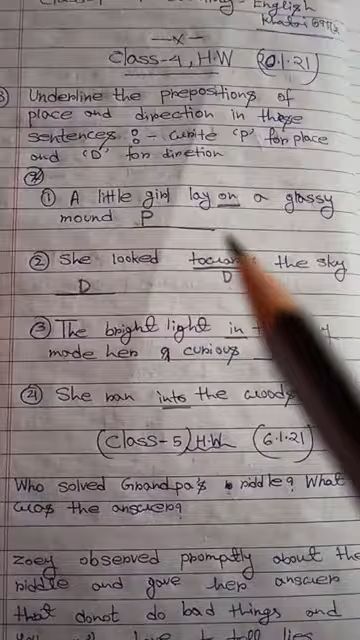 English
-x-
Class-4, H.W (20.1.21)
Underline the prepositions of
place and direction in these
sentences :- write 'P' for place
and 'D' for diretion
① A little girl lay on a glassy
mound P
② She looked the sky
D D
③ The bright light in
made her curious
④ She ran into the woods
(Class-5) H.W (6.1.21)
Who solved Grandpa's riddle? What
was the answer?
Zoey observed promptly about the
riddle and gave her answer
that donot do bad things and